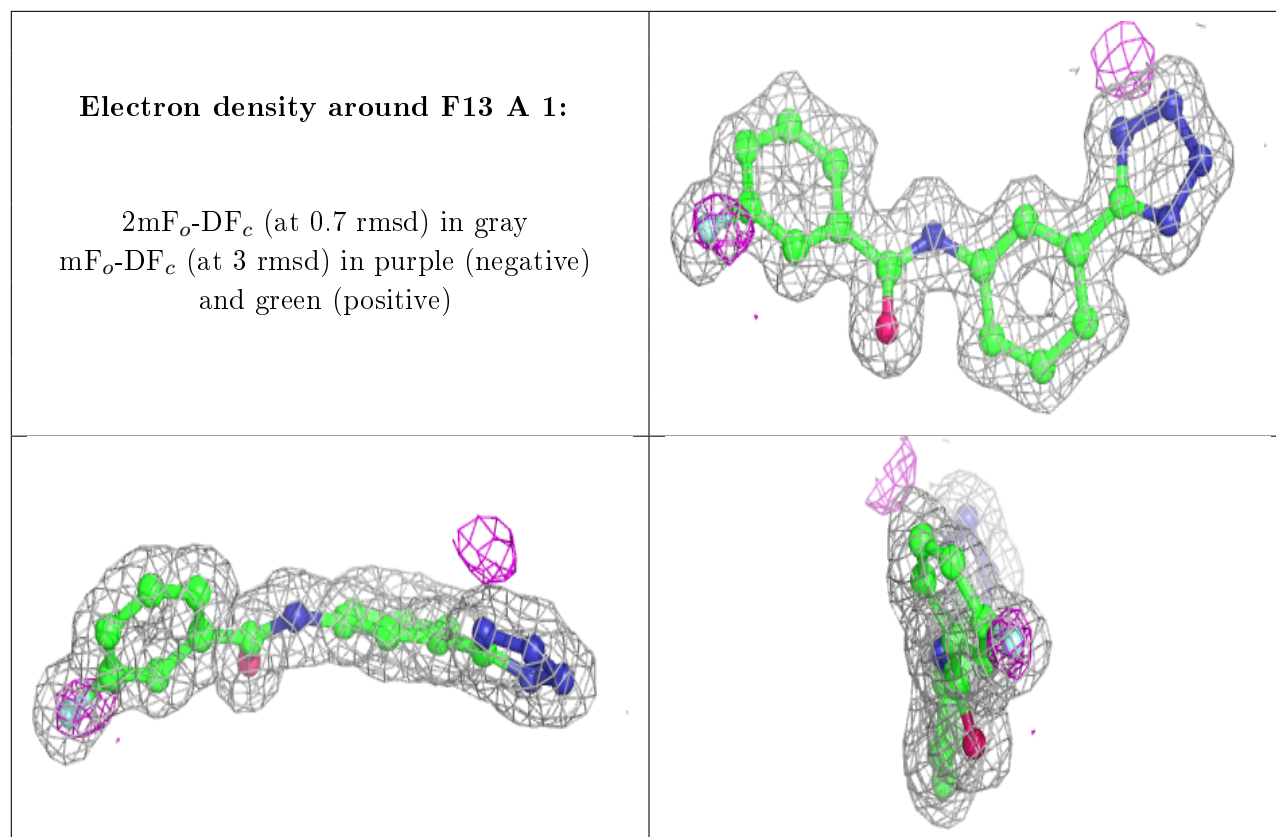 Electron density around F13 A 1:
2mFₒ-DF𝒸 (at 0.7 rmsd) in gray
mFₒ-DF𝒸 (at 3 rmsd) in purple (negative)
and green (positive)